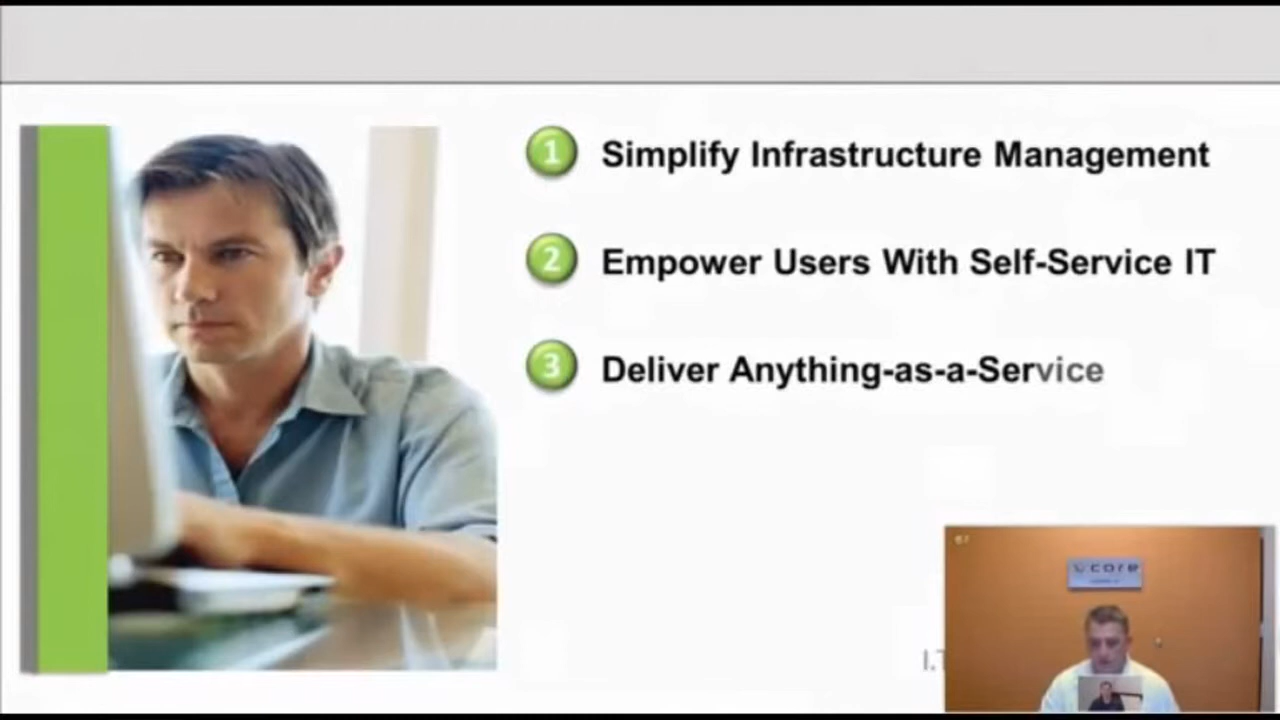 1 Simplify Infrastructure Management
2 Empower Users With Self-Service IT
3 Deliver Anything-as-a-Service
I.T
core